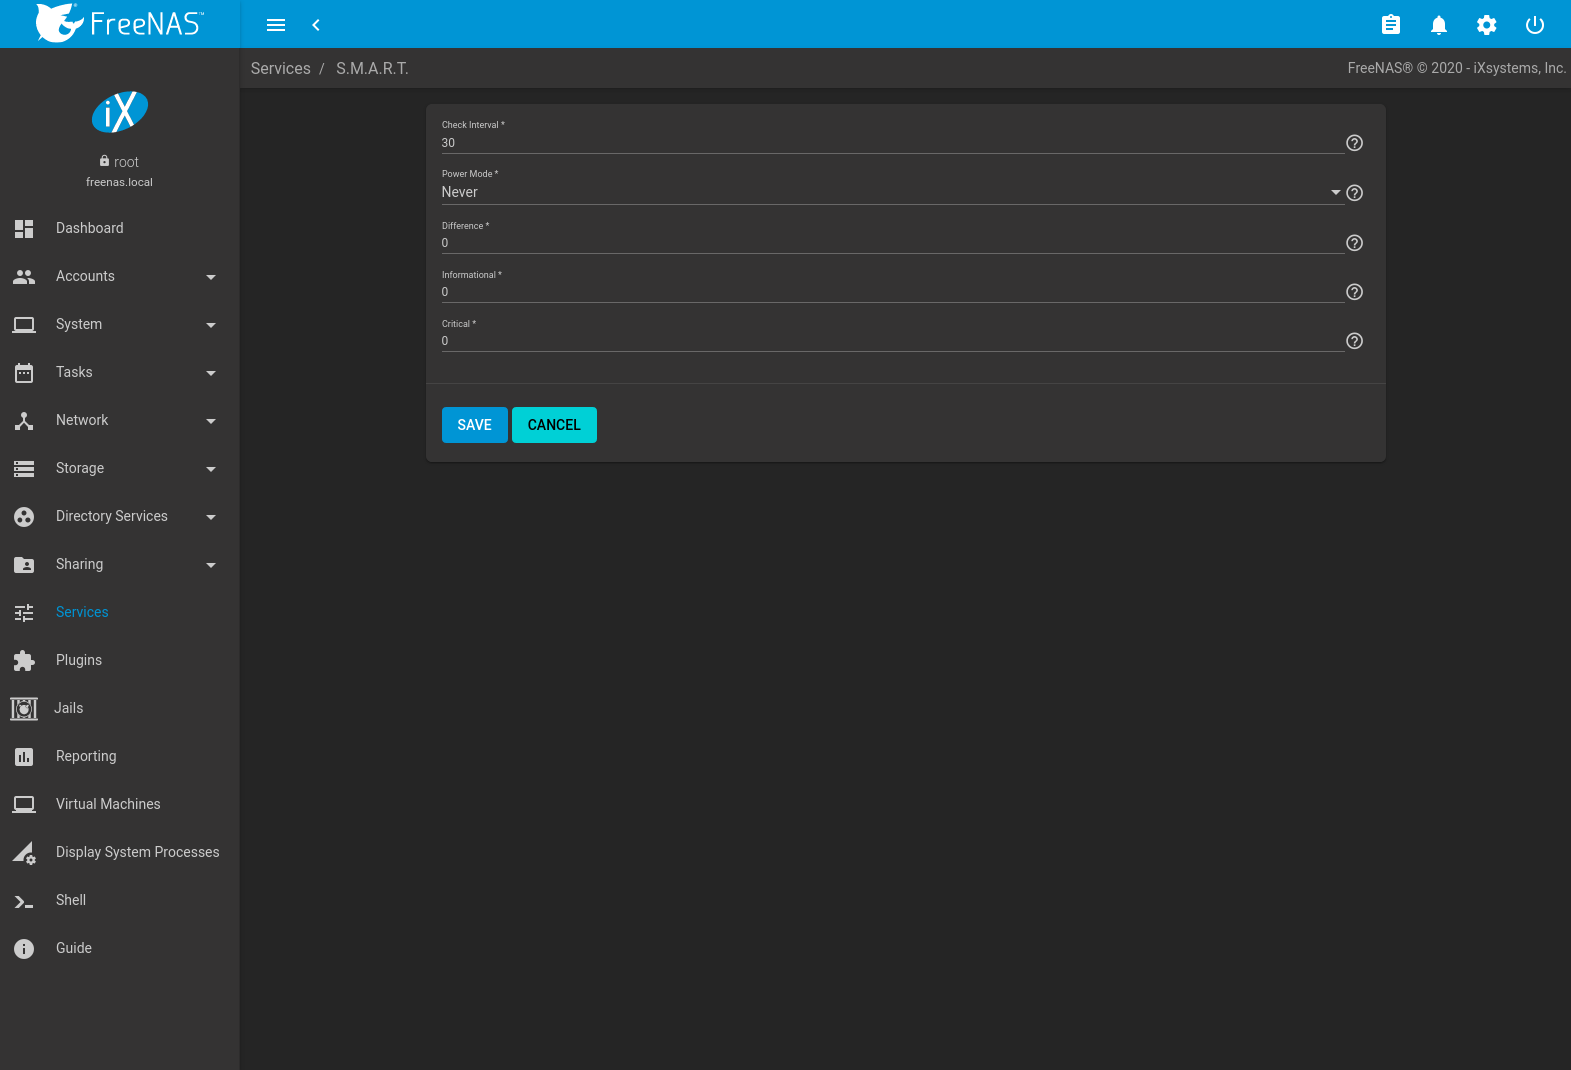 FreeNAS™
Services / S.M.A.R.T.
FreeNAS® © 2020 - iXsystems, Inc.
iX
root
freenas.local
Dashboard
Accounts
System
Tasks
Network
Storage
Directory Services
Sharing
Services
Plugins
Jails
Reporting
Virtual Machines
Display System Processes
Shell
Guide
Check Interval *
30
Power Mode *
Never
Difference *
0
Informational *
0
Critical *
0
SAVE CANCEL